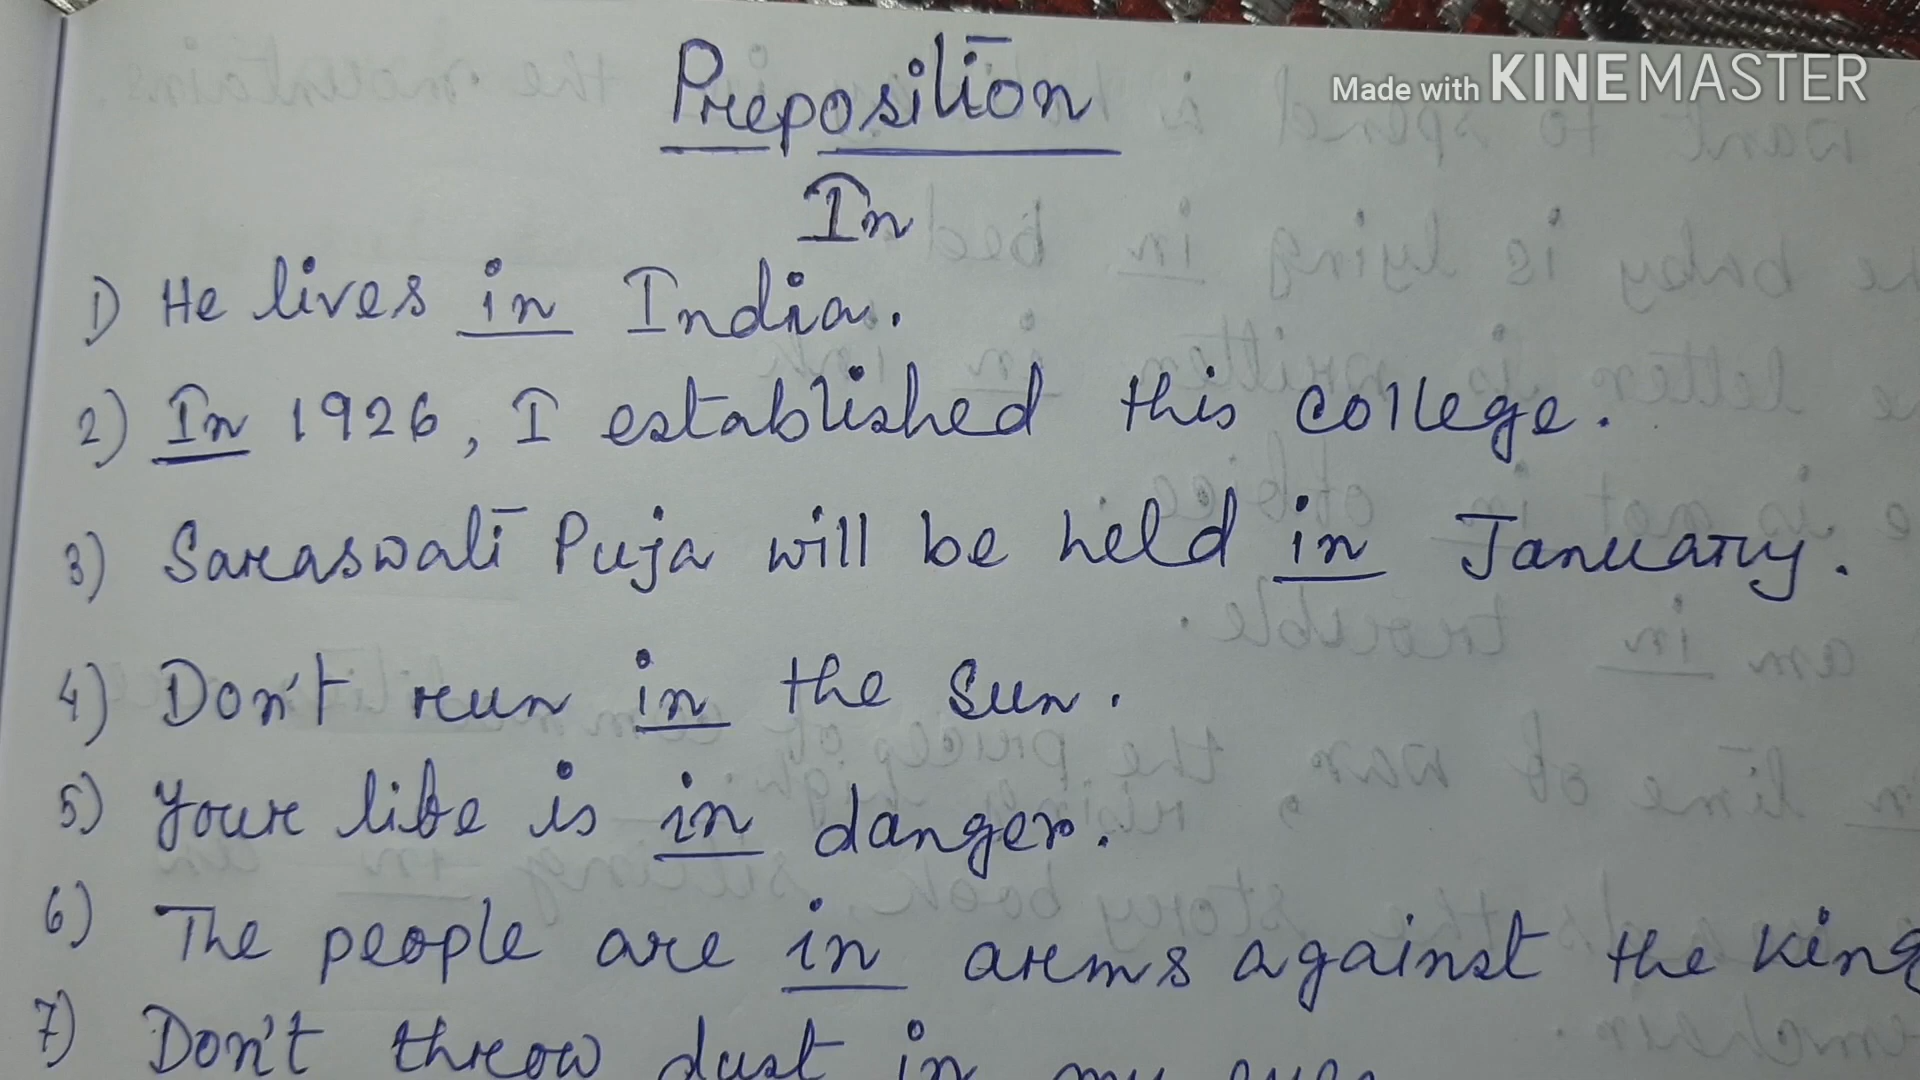 Preposition
Made with KINEMASTER
In
1) He lives in India.
2) In 1926, I established this college.
3) Saraswati Puja will be held in January.
4) Don't run in the sun.
5) Your life is in danger.
6) The people are in arms against the king
7) Don't throw dust in my eyes